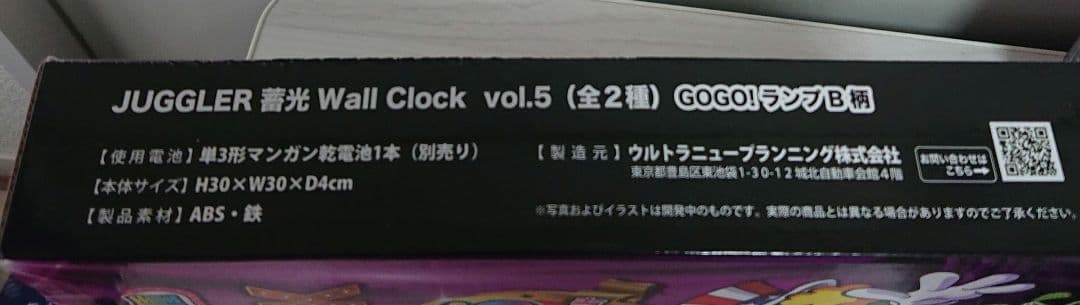 JUGGLER 蓄光 Wall Clock vol.5（全2種）GOGO!ランプB柄
【使用電池】単3形マンガン乾電池1本（別売り）
【本体サイズ】H30×W30×D4cm
【製品素材】ABS・鉄
【製造元】ウルトラニュープランニング株式会社
東京都豊島区東池袋1-30-12 城北自動車会館4階
お問い合わせは
こちら→
※写真およびイラストは開発中のものです。実際の商品とは異なる場合がありますのでご了承ください。